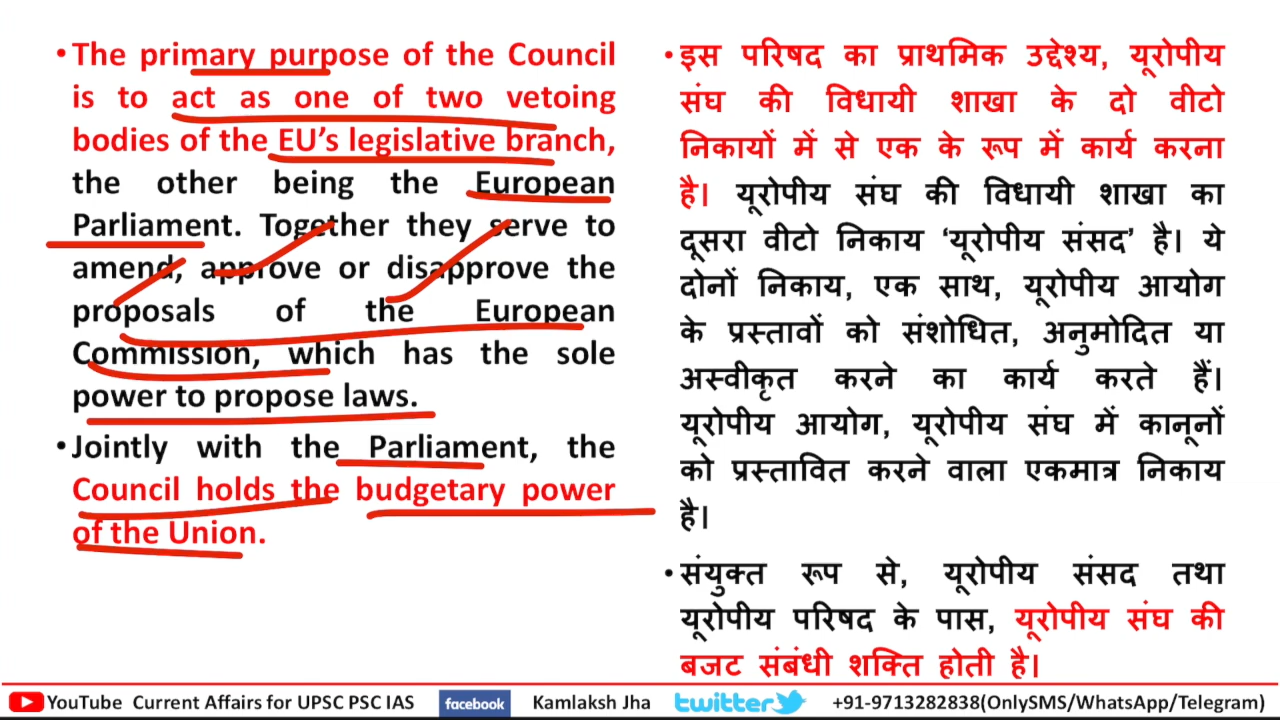 •The primary purpose of the Council
is to act as one of two vetoing
bodies of the EU’s legislative branch,
the other being the European
Parliament. Together they serve to
amend, approve or disapprove the
proposals of the European
Commission, which has the sole
power to propose laws.
•Jointly with the Parliament, the
Council holds the budgetary power
of the Union.
•इस परिषद का प्राथमिक उद्देश्य, यूरोपीय
संघ की विधायी शाखा के दो वीटो
निकायों में से एक के रूप में कार्य करना
है। यूरोपीय संघ की विधायी शाखा का
दूसरा वीटो निकाय ‘यूरोपीय संसद’ है। ये
दोनों निकाय, एक साथ, यूरोपीय आयोग
के प्रस्तावों को संशोधित, अनुमोदित या
अस्वीकृत करने का कार्य करते हैं।
यूरोपीय आयोग, यूरोपीय संघ में कानूनों
को प्रस्तावित करने वाला एकमात्र निकाय
है।
•संयुक्त रूप से, यूरोपीय संसद तथा
यूरोपीय परिषद के पास, यूरोपीय संघ की
बजट संबंधी शक्ति होती है।
YouTube Current Affairs for UPSC PSC IAS facebook Kamlaksh Jha twitter +91-9713282838(OnlySMS/WhatsApp/Telegram)